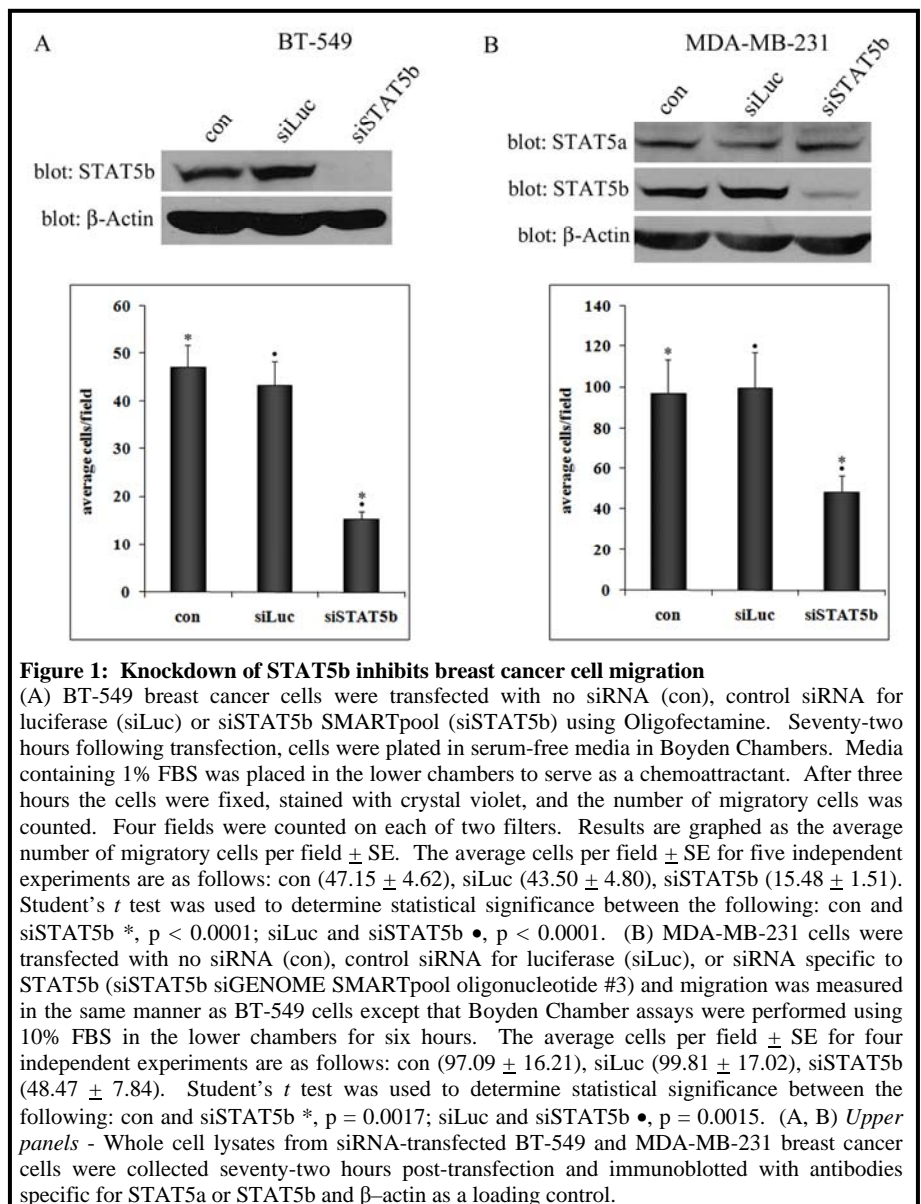 A
BT-549
con
siLuc
siSTAT5b
blot: STAT5b
blot: β-Actin
60
50
40
30
20
10
0
average cells/field
*
•
*
•
con
siLuc
siSTAT5b
B
MDA-MB-231
con
siLuc
siSTAT5b
blot: STAT5a
blot: STAT5b
blot: β-Actin
140
120
100
80
60
40
20
0
average cells/field
*
•
*
•
con
siLuc
siSTAT5b
Figure 1: Knockdown of STAT5b inhibits breast cancer cell migration
(A) BT-549 breast cancer cells were transfected with no siRNA (con), control siRNA for
luciferase (siLuc) or siSTAT5b SMARTpool (siSTAT5b) using Oligofectamine. Seventy-two
hours following transfection, cells were plated in serum-free media in Boyden Chambers. Media
containing 1% FBS was placed in the lower chambers to serve as a chemoattractant. After three
hours the cells were fixed, stained with crystal violet, and the number of migratory cells was
counted. Four fields were counted on each of two filters. Results are graphed as the average
number of migratory cells per field ± SE. The average cells per field ± SE for five independent
experiments are as follows: con (47.15 ± 4.62), siLuc (43.50 ± 4.80), siSTAT5b (15.48 ± 1.51).
Student's t test was used to determine statistical significance between the following: con and
siSTAT5b *, p < 0.0001; siLuc and siSTAT5b •, p < 0.0001. (B) MDA-MB-231 cells were
transfected with no siRNA (con), control siRNA for luciferase (siLuc), or siRNA specific to
STAT5b (siSTAT5b siGENOME SMARTpool oligonucleotide #3) and migration was measured
in the same manner as BT-549 cells except that Boyden Chamber assays were performed using
10% FBS in the lower chambers for six hours. The average cells per field ± SE for four
independent experiments are as follows: con (97.09 ± 16.21), siLuc (99.81 ± 17.02), siSTAT5b
(48.47 ± 7.84). Student's t test was used to determine statistical significance between the
following: con and siSTAT5b *, p = 0.0017; siLuc and siSTAT5b •, p = 0.0015. (A, B) Upper
panels - Whole cell lysates from siRNA-transfected BT-549 and MDA-MB-231 breast cancer
cells were collected seventy-two hours post-transfection and immunoblotted with antibodies
specific for STAT5a or STAT5b and β–actin as a loading control.